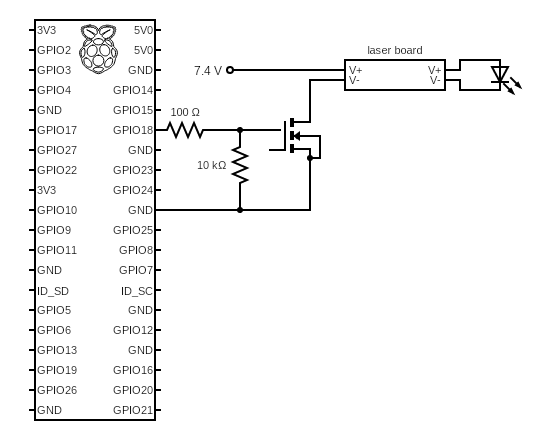 3V3 5V0
GPIO2 5V0
GPIO3 GND
GPIO4 GPIO14
GND GPIO15
GPIO17 GPIO18
GPIO27 GND
GPIO22 GPIO23
3V3 GPIO24
GPIO10 GND
GPIO9 GPIO25
GPIO11 GPIO8
GND GPIO7
ID_SD ID_SC
GPIO5 GND
GPIO6 GPIO12
GPIO13 GND
GPIO19 GPIO16
GPIO26 GPIO20
GND GPIO21
100 Ω
10 kΩ
7.4 V
laser board
V+ V+
V- V-